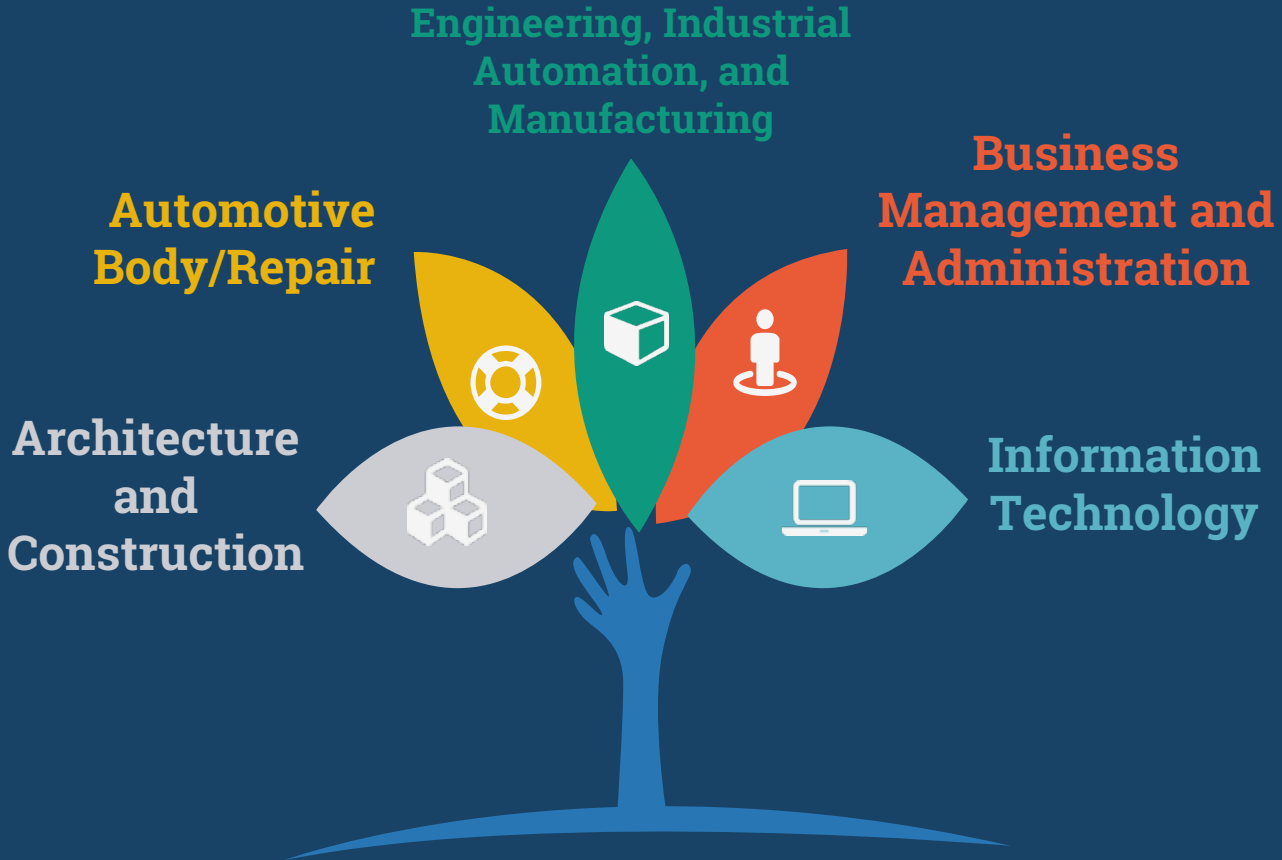 Engineering, Industrial
Automation, and
Manufacturing
Business
Management and
Administration
Automotive
Body/Repair
Architecture
and
Construction
Information
Technology